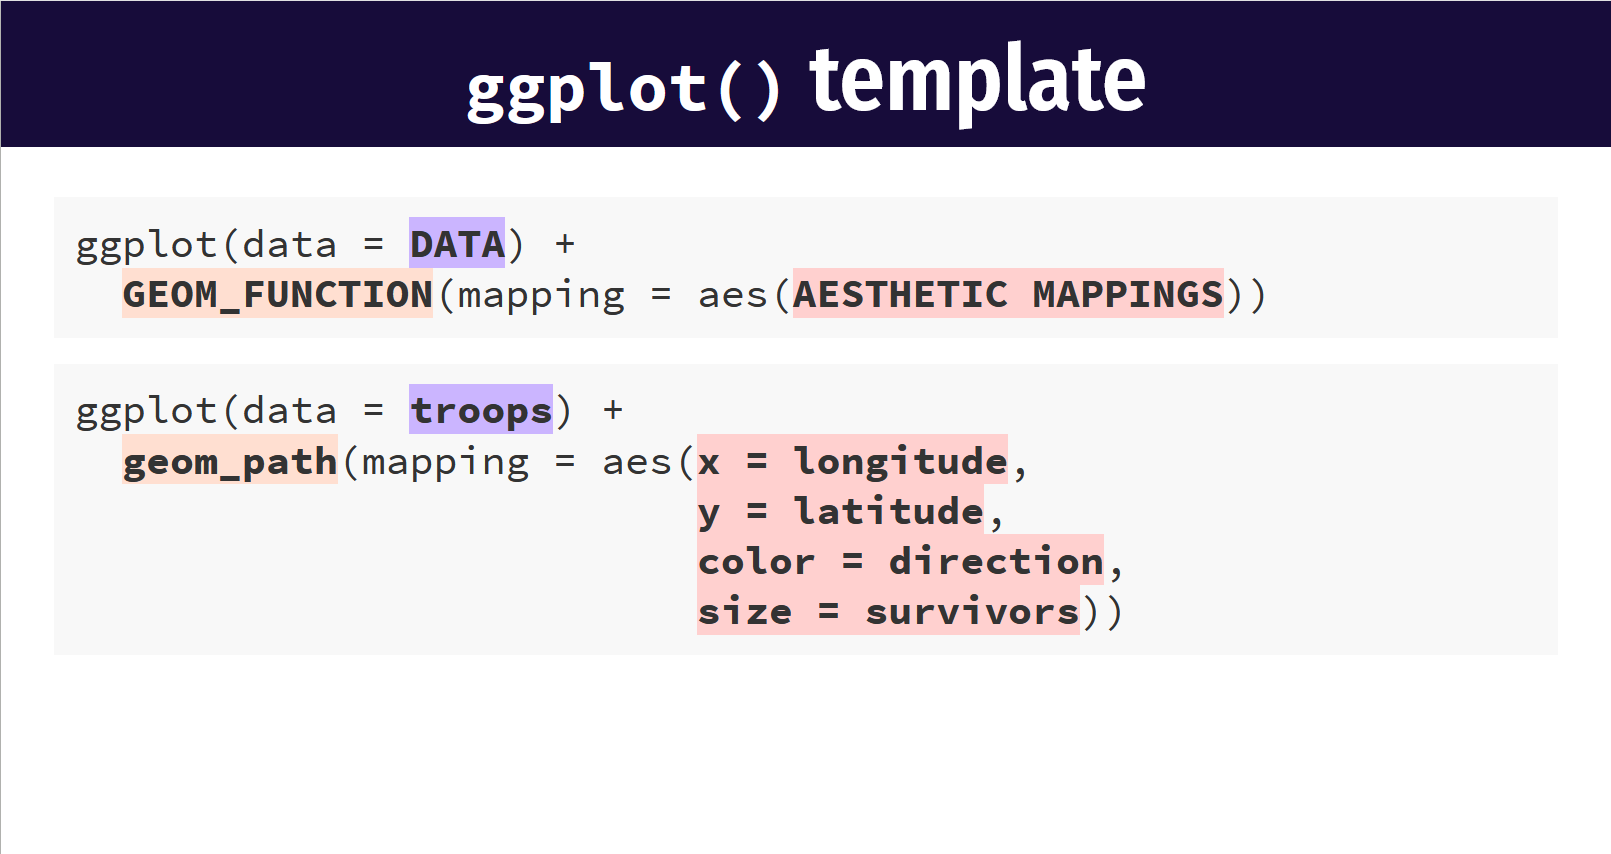 ggplot() template
ggplot(data = DATA) +
  GEOM_FUNCTION(mapping = aes(AESTHETIC MAPPINGS))
ggplot(data = troops) +
  geom_path(mapping = aes(x = longitude,
                          y = latitude,
                          color = direction,
                          size = survivors))